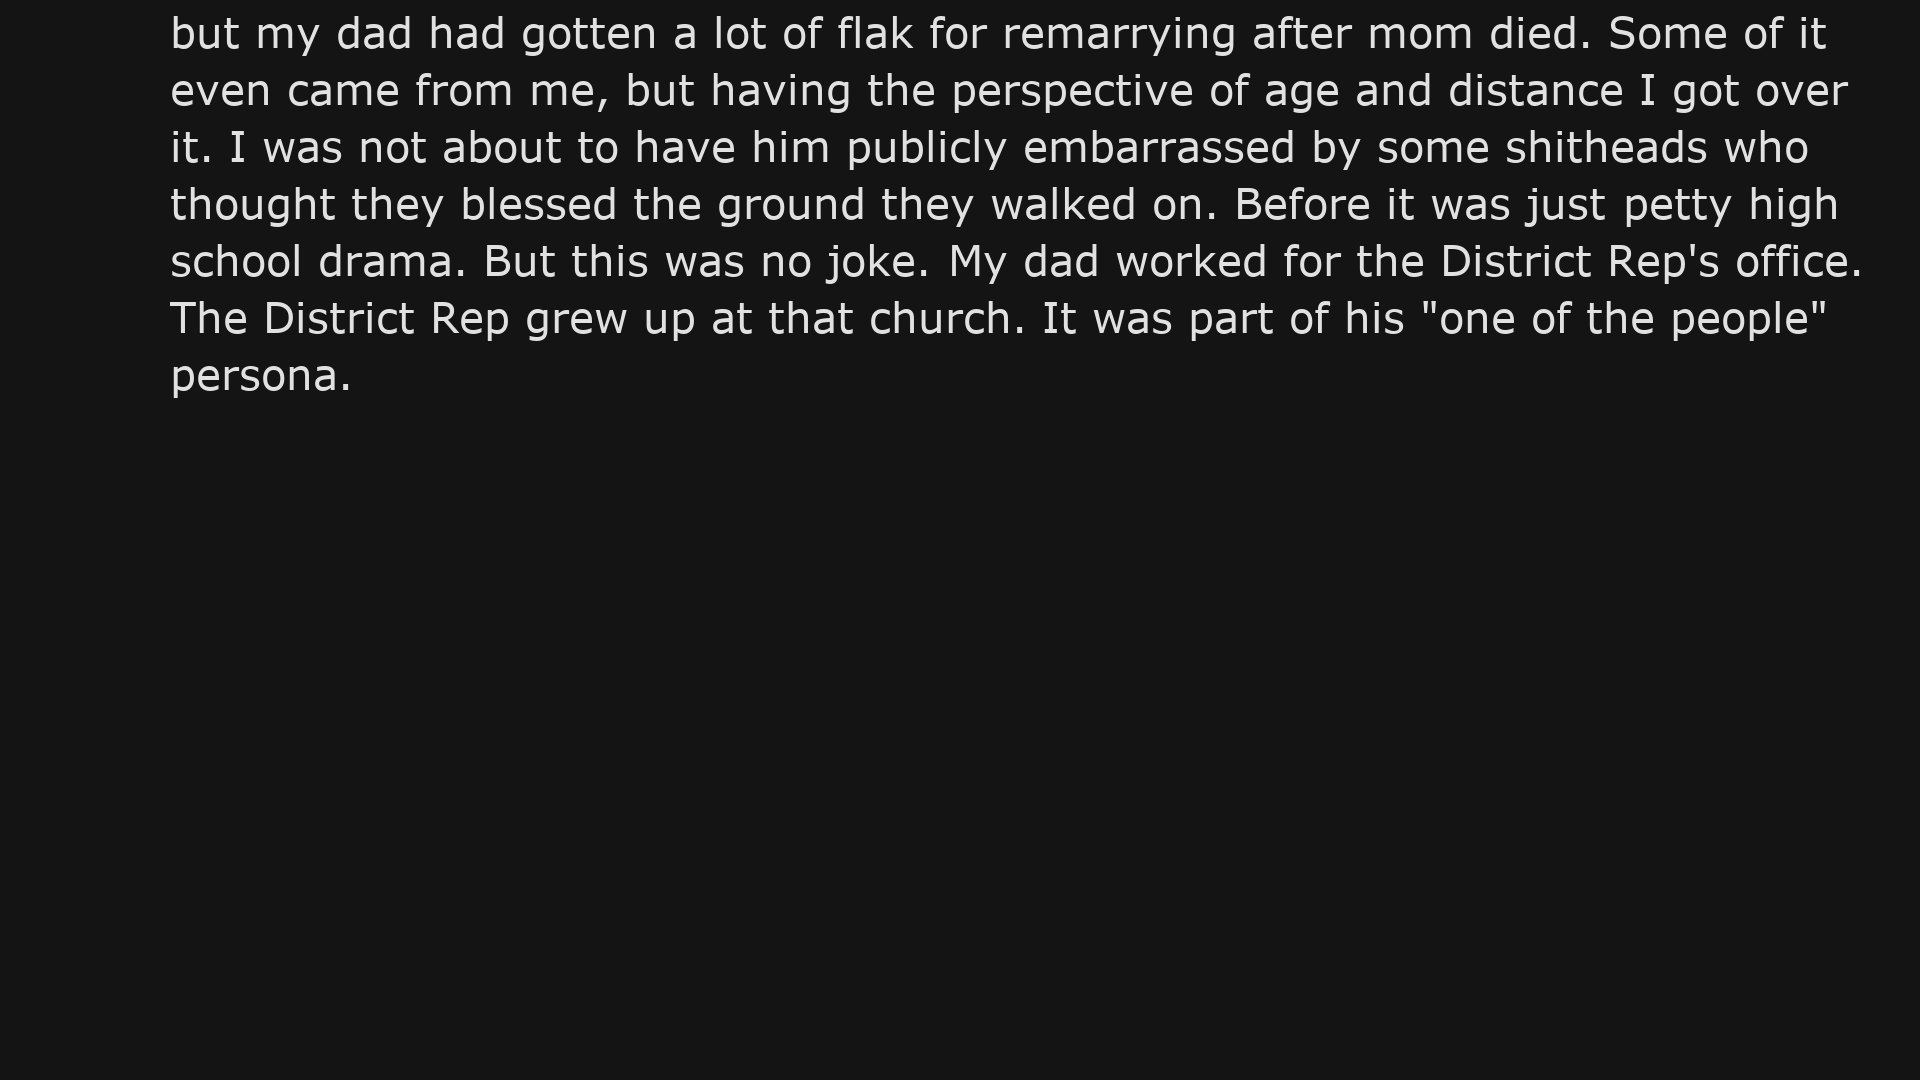 but my dad had gotten a lot of flak for remarrying after mom died. Some of it
even came from me, but having the perspective of age and distance I got over
it. I was not about to have him publicly embarrassed by some shitheads who
thought they blessed the ground they walked on. Before it was just petty high
school drama. But this was no joke. My dad worked for the District Rep's office.
The District Rep grew up at that church. It was part of his "one of the people"
persona.